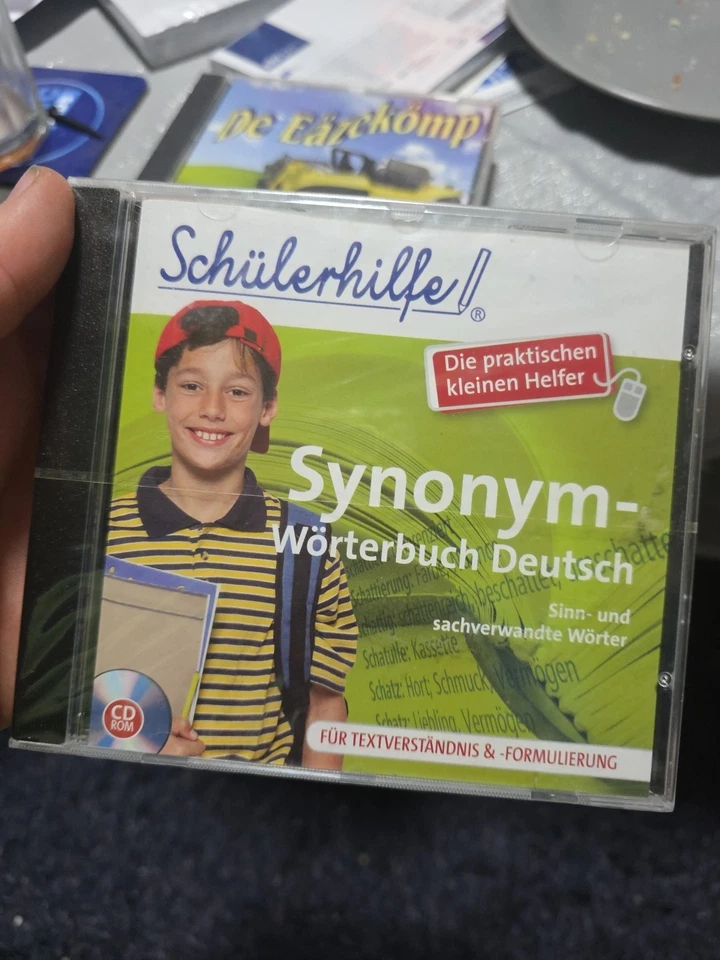 De Eäzekömp
Schülerhilfe!®
Die praktischen
kleinen Helfer
Synonym-
Wörterbuch Deutsch
Sinn- und
sachverwandte Wörter
Schatulle: Kassette
Schatz: Hort, Schmuck, Vermögen
Schatz: Liebling, Vermögen
CD
ROM
FÜR TEXTVERSTÄNDNIS & -FORMULIERUNG